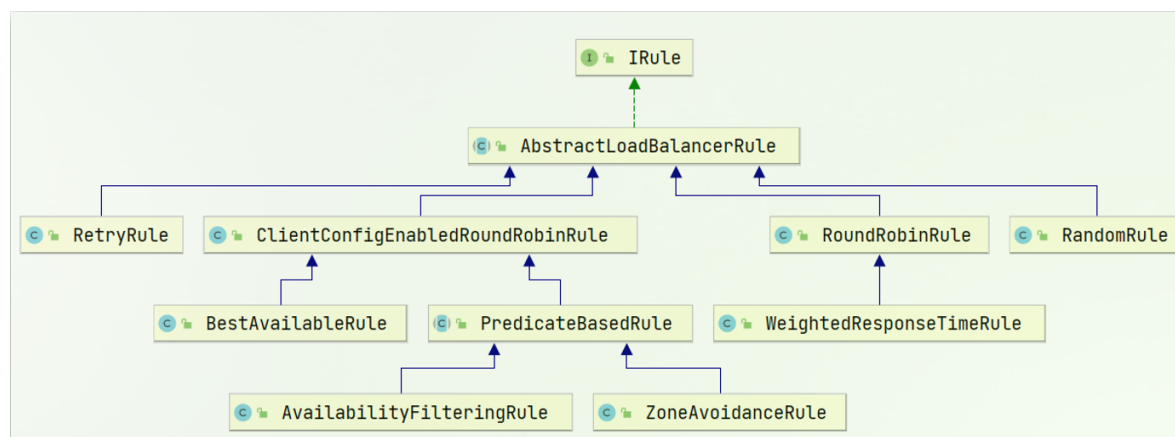 IRule
AbstractLoadBalancerRule
RetryRule
ClientConfigEnabledRoundRobinRule
RoundRobinRule
RandomRule
BestAvailableRule
PredicateBasedRule
WeightedResponseTimeRule
AvailabilityFilteringRule
ZoneAvoidanceRule